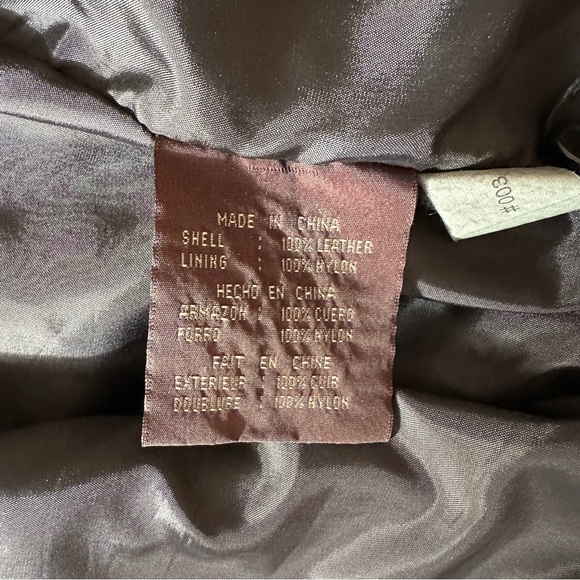 MADE IN CHINA
SHELL : 100% LEATHER
LINING : 100% NYLON
HECHO EN CHINA
ARMAZON : 100% CUERO
FORRO : 100% NYLON
FAIT EN CHINE
EXTERIEUR : 100% CUIR
DOUBLURE : 100% NYLON
#003